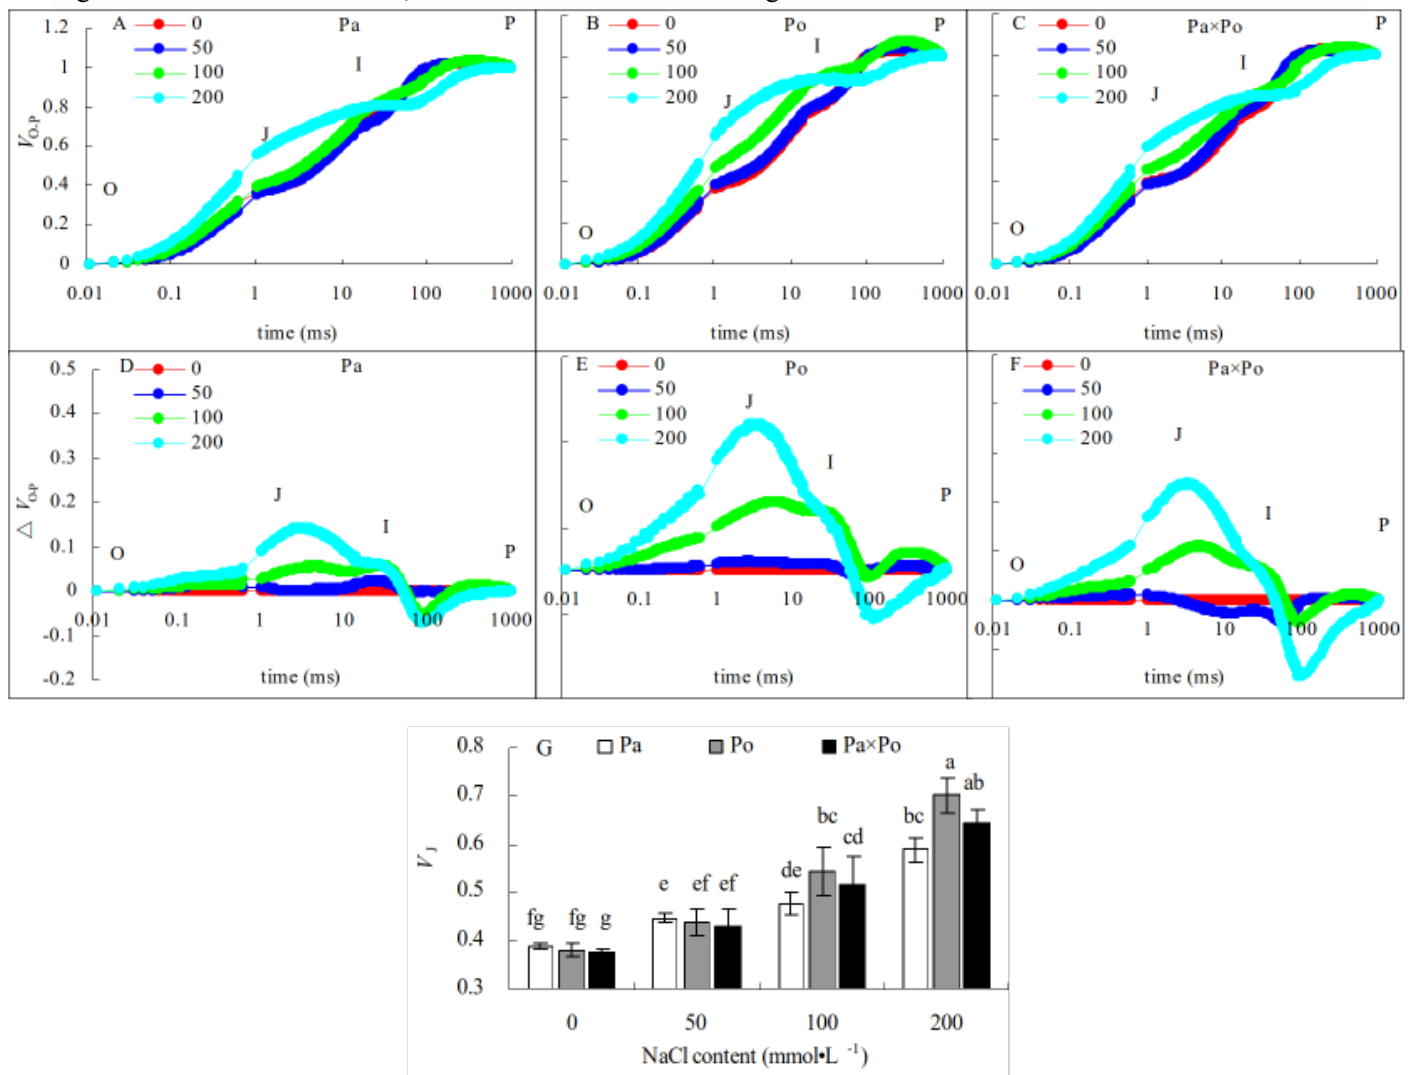 A 0 Pa
50
100
200
1.2
1
0.8
0.6
0.4
0.2
0
V O-P
O
J
I
P
0.01 0.1 1 10 100 1000
time (ms)
B 0 Po
50
100
200
O
J
I
P
0.01 0.1 1 10 100 1000
time (ms)
C 0 Pa×Po
50
100
200
O
J
I
P
0.01 0.1 1 10 100 1000
time (ms)
D 0 Pa
50
100
200
0.5
0.4
0.3
0.2
0.1
0
-0.1
-0.2
△ V O-P
O
J
I
P
0.01 0.1 1 10 100 1000
time (ms)
E 0 Po
50
100
200
O
J
I
P
0.01 0.1 1 10 100 1000
time (ms)
F 0 Pa×Po
50
100
200
O
J
I
P
0.01 0.1 1 10 100 1000
time (ms)
G Pa Po Pa×Po
0.8
0.7
0.6
0.5
0.4
0.3
V J
fg fg g
e ef ef
de bc cd
bc a ab
0 50 100 200
NaCl content (mmol•L -1)